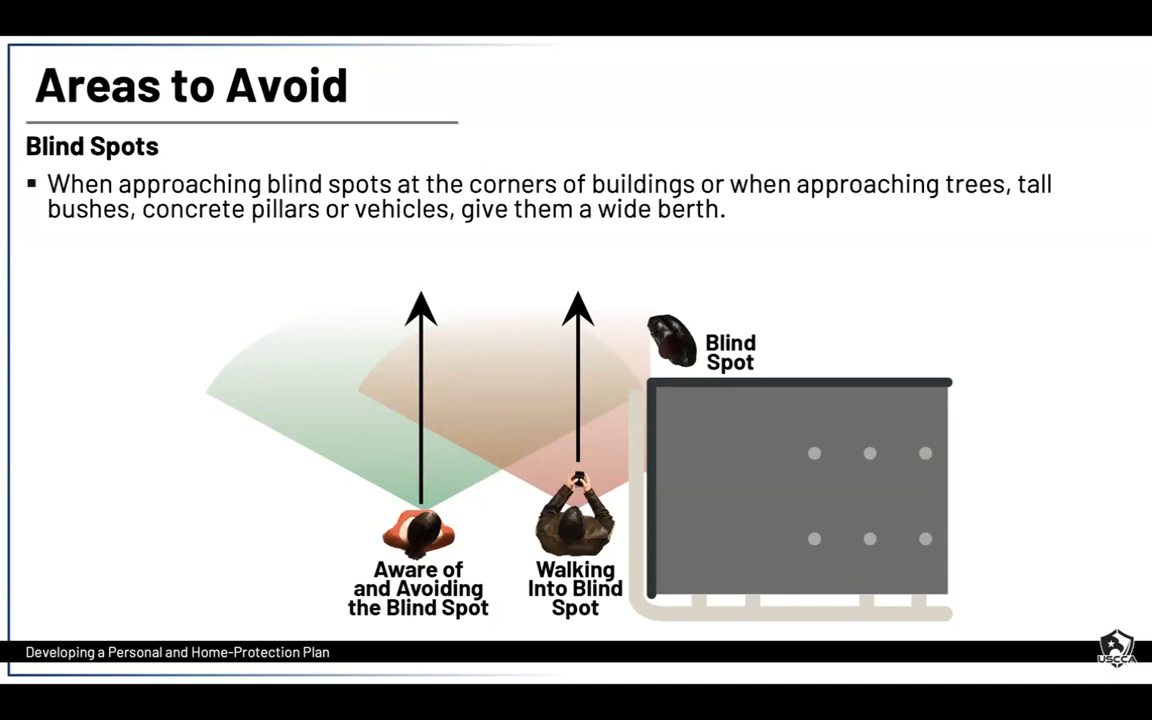 Areas to Avoid
Blind Spots
▪ When approaching blind spots at the corners of buildings or when approaching trees, tall
bushes, concrete pillars or vehicles, give them a wide berth.
Blind
Spot
Aware of
and Avoiding
the Blind Spot
Walking
Into Blind
Spot
Developing a Personal and Home-Protection Plan
USCCA